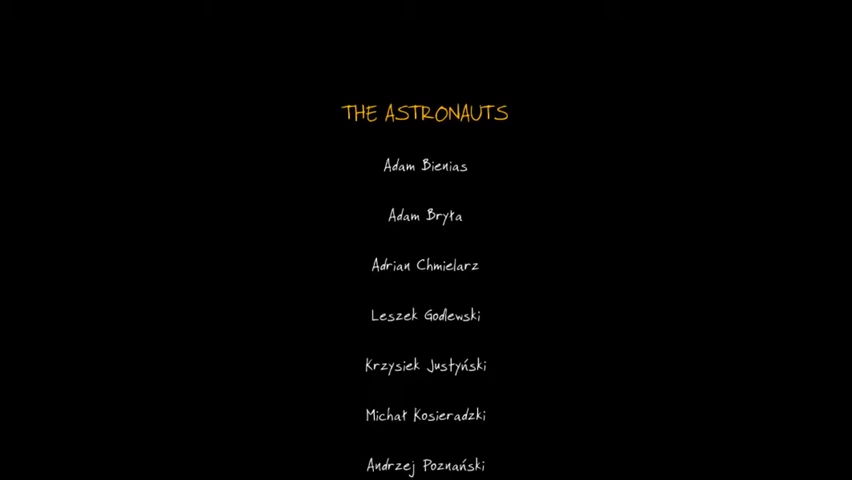 THE ASTRONAUTS
Adam Bienias
Adam Bryła
Adrian Chmielarz
Leszek Godlewski
Krzysiek Justyński
Michał Kosieradzki
Andrzej Poznański